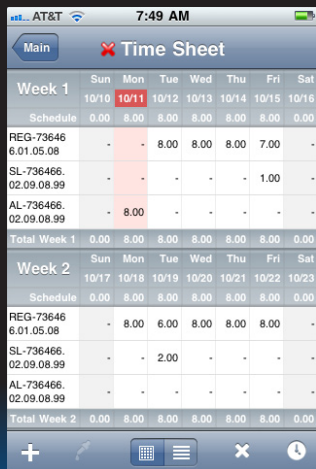 AT&T 7:49 AM
Main Time Sheet
Week 1 Sun Mon Tue Wed Thu Fri Sat
10/10 10/11 10/12 10/13 10/14 10/15 10/16
Schedule 0.00 8.00 8.00 8.00 8.00 8.00 0.00
REG-73646
6.01.05.08 - - 8.00 8.00 8.00 7.00 -
SL-736466.
02.09.08.99 - - - - - 1.00 -
AL-736466.
02.09.08.99 - 8.00 - - - - -
Total Week 1 0.00 8.00 8.00 8.00 8.00 8.00 0.00
Week 2 Sun Mon Tue Wed Thu Fri Sat
10/17 10/18 10/19 10/20 10/21 10/22 10/23
Schedule 0.00 8.00 8.00 8.00 8.00 8.00 0.00
REG-73646
6.01.05.08 - 8.00 6.00 8.00 8.00 8.00 -
SL-736466.
02.09.08.99 - - 2.00 - - - -
AL-736466.
02.09.08.99 - - - - - - -
Total Week 2 0.00 8.00 8.00 8.00 8.00 8.00 0.00